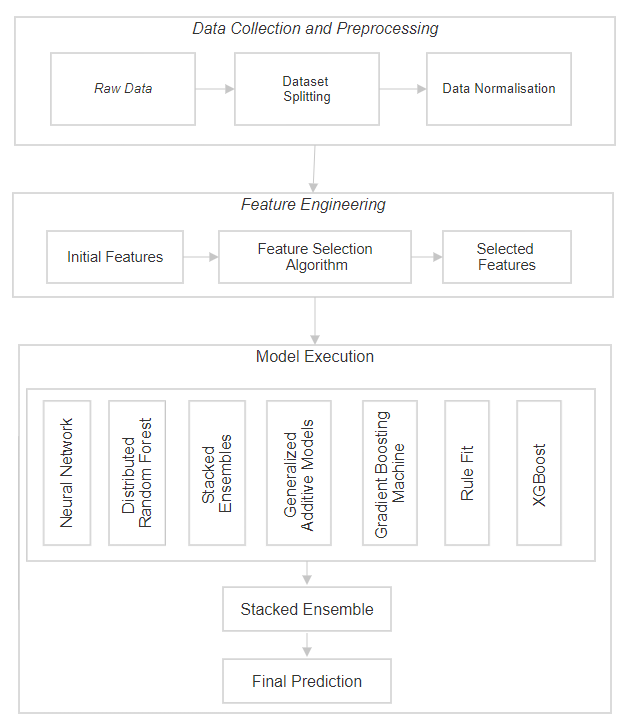 Data Collection and Preprocessing
Raw Data
Dataset
Splitting
Data Normalisation
Feature Engineering
Initial Features
Feature Selection
Algorithm
Selected
Features
Model Execution
Neural Network
Distributed
Random Forest
Stacked
Ensembles
Generalized
Additive Models
Gradient Boosting
Machine
Rule Fit
XGBoost
Stacked Ensemble
Final Prediction